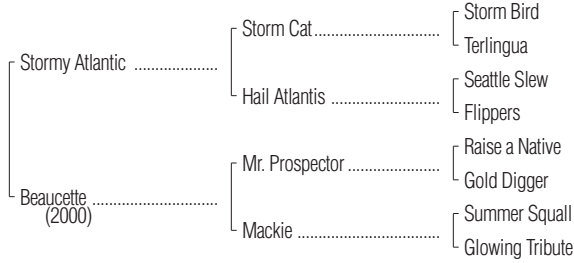 Storm Bird
Storm Cat
Terlingua
Stormy Atlantic
Seattle Slew
Hail Atlantis
Flippers
Raise a Native
Mr. Prospector
Gold Digger
Beaucette
(2000)
Summer Squall
Mackie
Glowing Tribute